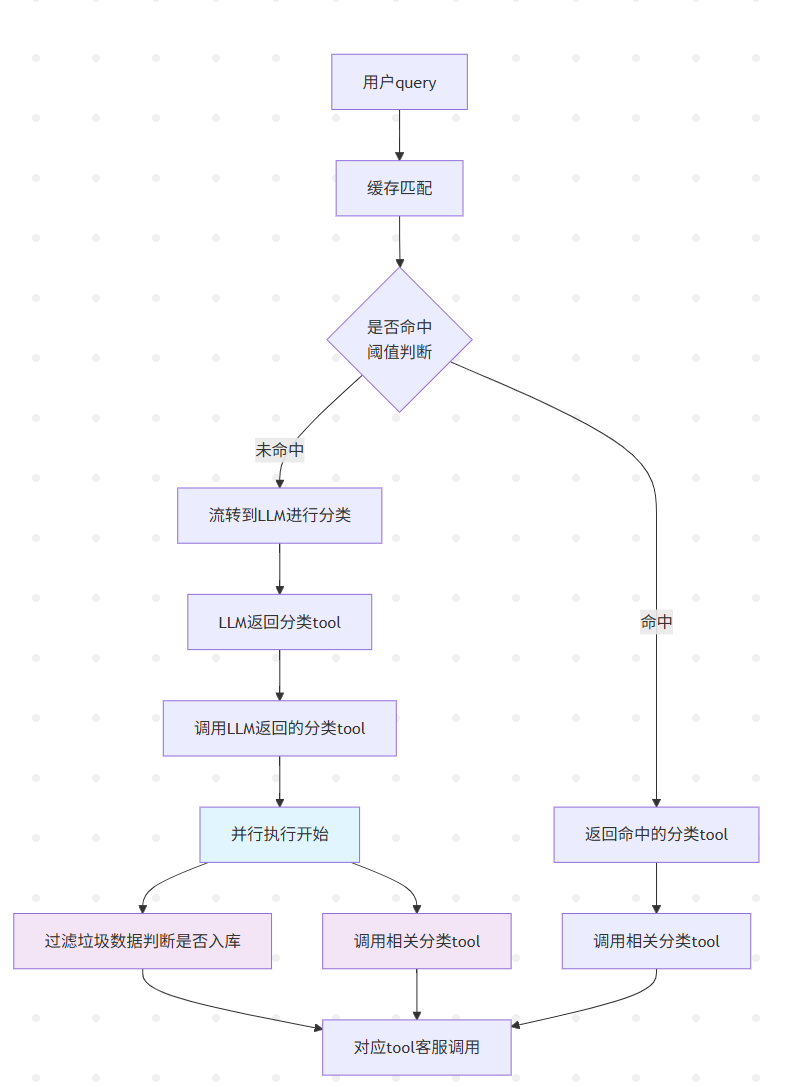 用户query
缓存匹配
是否命中
阈值判断
未命中
流转到LLM进行分类
LLM返回分类tool
命中
调用LLM返回的分类tool
并行执行开始
返回命中的分类tool
过滤垃圾数据判断是否入库
调用相关分类tool
调用相关分类tool
对应tool客服调用